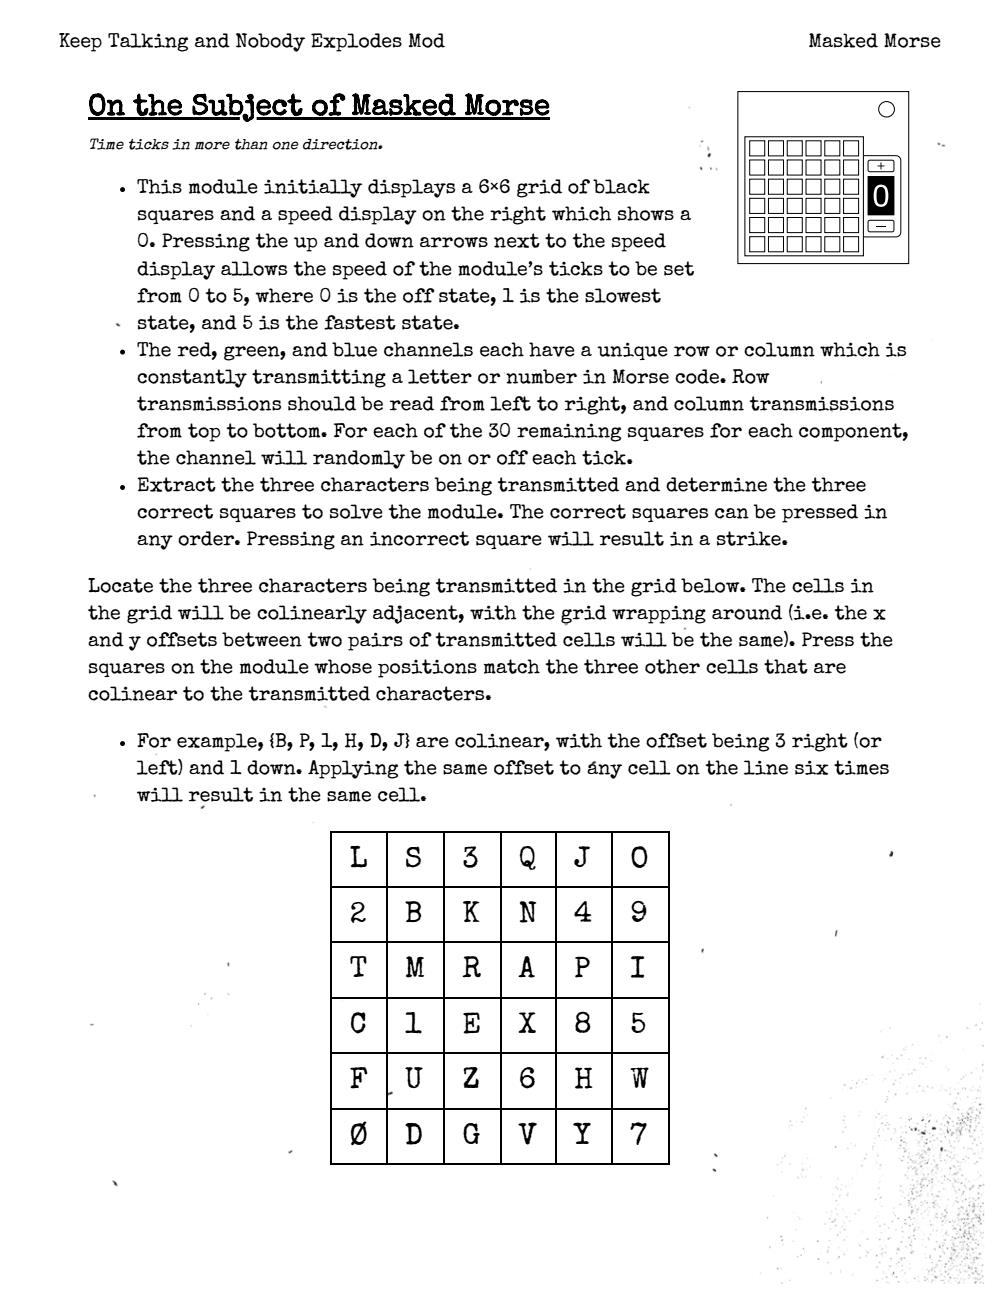 Keep Talking and Nobody Explodes Mod
Masked Morse
On the Subject of Masked Morse
Time ticks in more than one direction.
+
0
−
• This module initially displays a 6×6 grid of black
squares and a speed display on the right which shows a
0. Pressing the up and down arrows next to the speed
display allows the speed of the module's ticks to be set
from 0 to 5, where 0 is the off state, 1 is the slowest
state, and 5 is the fastest state.
• The red, green, and blue channels each have a unique row or column which is
constantly transmitting a letter or number in Morse code. Row
transmissions should be read from left to right, and column transmissions
from top to bottom. For each of the 30 remaining squares for each component,
the channel will randomly be on or off each tick.
• Extract the three characters being transmitted and determine the three
correct squares to solve the module. The correct squares can be pressed in
any order. Pressing an incorrect square will result in a strike.
Locate the three characters being transmitted in the grid below. The cells in
the grid will be colinearly adjacent, with the grid wrapping around (i.e. the x
and y offsets between two pairs of transmitted cells will be the same). Press the
squares on the module whose positions match the three other cells that are
colinear to the transmitted characters.
• For example, {B, P, 1, H, D, J} are colinear, with the offset being 3 right (or
left) and 1 down. Applying the same offset to any cell on the line six times
will result in the same cell.
L S 3 Q J O
2 B K N 4 9
T M R A P I
C 1 E X 8 5
F U Z 6 H W
Ø D G V Y 7